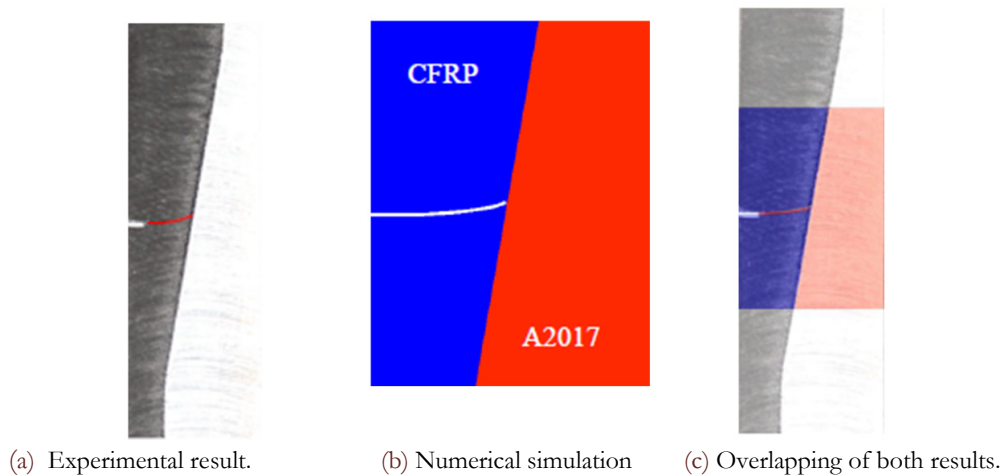 CFRP
A2017
(a) Experimental result.
(b) Numerical simulation
(c) Overlapping of both results.